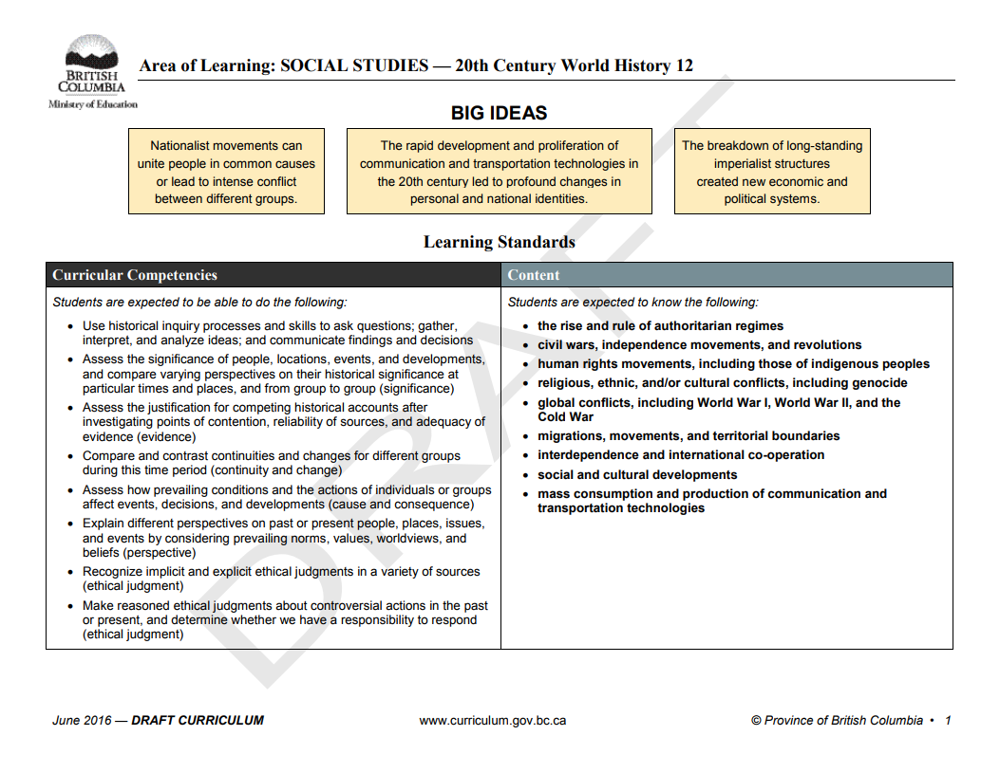 BRITISH
COLUMBIA
Ministry of Education
Area of Learning: SOCIAL STUDIES — 20th Century World History 12
BIG IDEAS
Nationalist movements can
unite people in common causes
or lead to intense conflict
between different groups.
The rapid development and proliferation of
communication and transportation technologies in
the 20th century led to profound changes in
personal and national identities.
The breakdown of long-standing
imperialist structures
created new economic and
political systems.
Learning Standards
Curricular Competencies
Students are expected to be able to do the following:
• Use historical inquiry processes and skills to ask questions; gather,
interpret, and analyze ideas; and communicate findings and decisions
• Assess the significance of people, locations, events, and developments,
and compare varying perspectives on their historical significance at
particular times and places, and from group to group (significance)
• Assess the justification for competing historical accounts after
investigating points of contention, reliability of sources, and adequacy of
evidence (evidence)
• Compare and contrast continuities and changes for different groups
during this time period (continuity and change)
• Assess how prevailing conditions and the actions of individuals or groups
affect events, decisions, and developments (cause and consequence)
• Explain different perspectives on past or present people, places, issues,
and events by considering prevailing norms, values, worldviews, and
beliefs (perspective)
• Recognize implicit and explicit ethical judgments in a variety of sources
(ethical judgment)
• Make reasoned ethical judgments about controversial actions in the past
or present, and determine whether we have a responsibility to respond
(ethical judgment)
Content
Students are expected to know the following:
• the rise and rule of authoritarian regimes
• civil wars, independence movements, and revolutions
• human rights movements, including those of indigenous peoples
• religious, ethnic, and/or cultural conflicts, including genocide
• global conflicts, including World War I, World War II, and the
Cold War
• migrations, movements, and territorial boundaries
• interdependence and international co-operation
• social and cultural developments
• mass consumption and production of communication and
transportation technologies
DRAFT
June 2016 — DRAFT CURRICULUM
www.curriculum.gov.bc.ca
© Province of British Columbia • 1